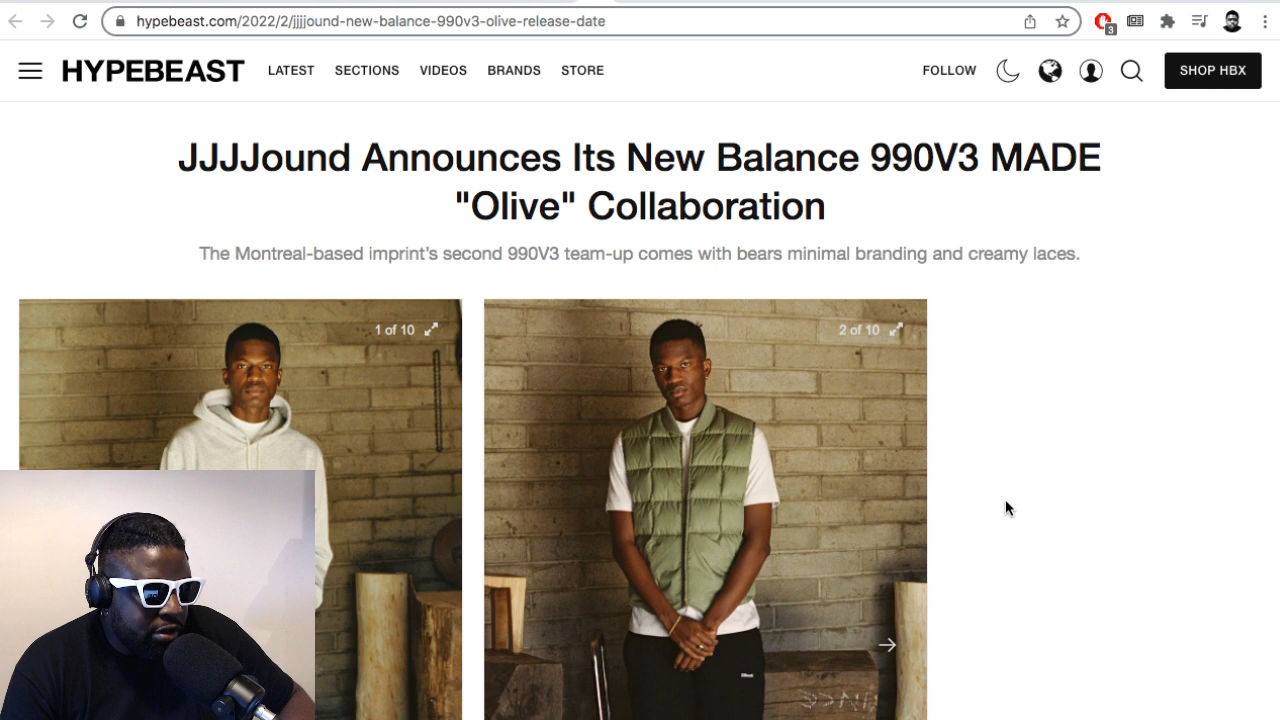 hypebeast.com/2022/2/jjjjound-new-balance-990v3-olive-release-date
3
HYPEBEAST LATEST SECTIONS VIDEOS BRANDS STORE FOLLOW SHOP HBX
JJJJound Announces Its New Balance 990V3 MADE
"Olive" Collaboration
The Montreal-based imprint's second 990V3 team-up comes with bears minimal branding and creamy laces.
1 of 10
2 of 10